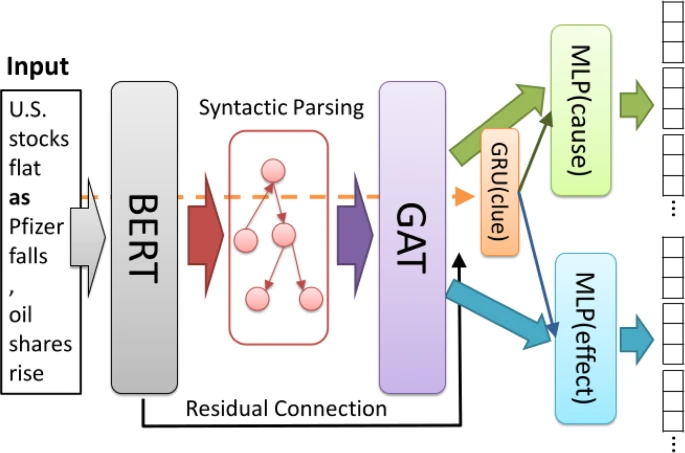 Input
U.S.
stocks
flat
as
Pfizer
falls
,
oil
shares
rise
BERT
Syntactic Parsing
GAT
GRU(clue)
MLP(cause)
MLP(effect)
Residual Connection
...
...